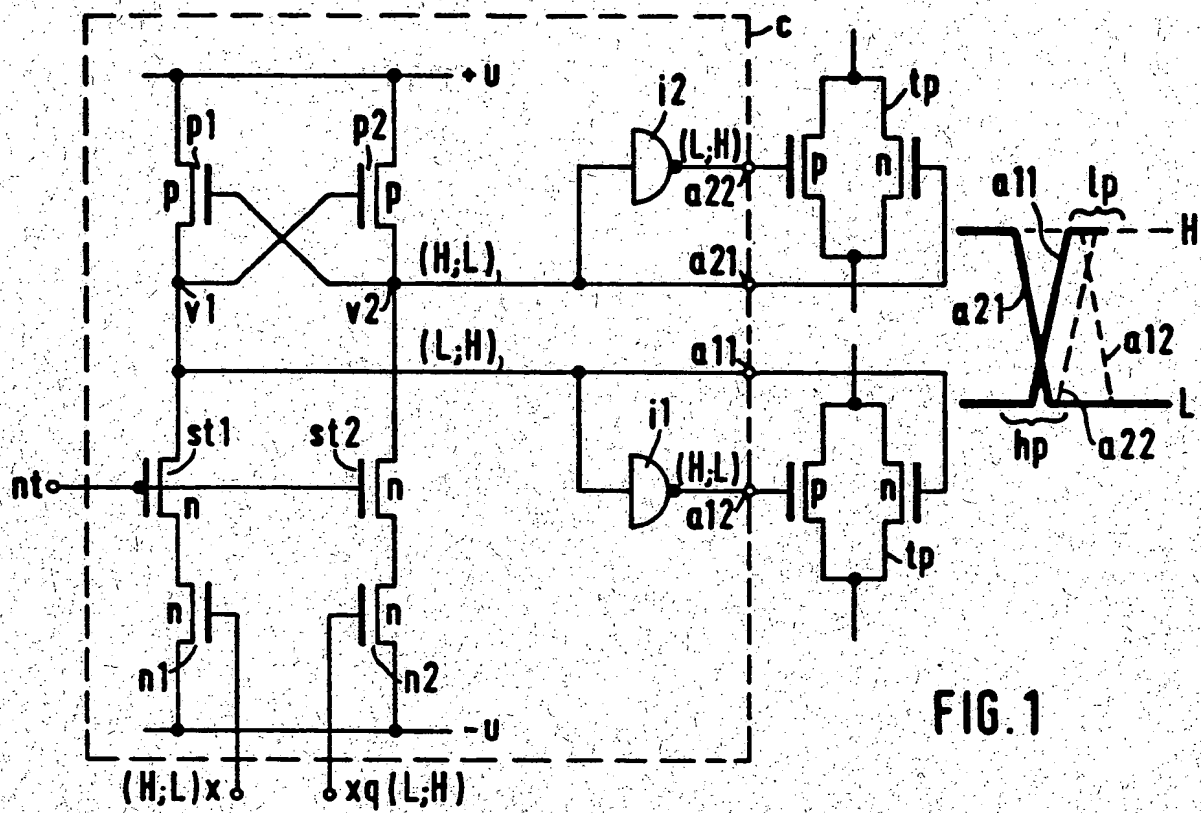 c
+ U
i2
tp
p1
p2
(L;H)
p
p
p
n
a22
a11
lp
H
(H;L)
a21
v1
v2
a21
a12
(L;H)
a11
L
st1
st2
i1
(H;L)
hp
a22
nt
n
n
p
n
a12
tp
n
n
n1
n2
- U
FIG. 1
(H;L) x
xq (L;H)